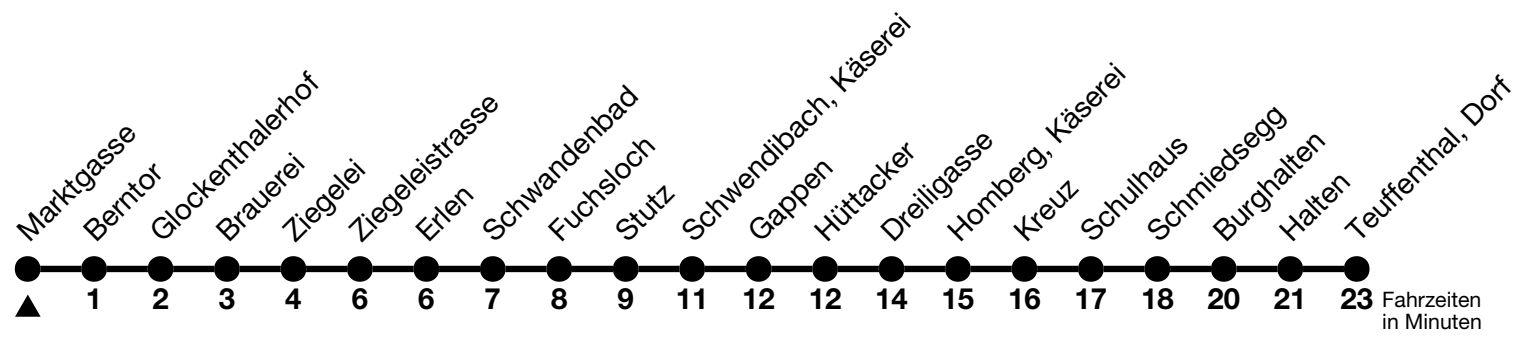 Marktgasse
Berntor
Glockenthalerhof
Brauerei
Ziegelei
Ziegeleistrasse
Erlen
Schwandenbad
Fuchsloch
Stutz
Schwendibach, Käserei
Gappen
Hüttacker
Dreiligasse
Homberg, Käserei
Kreuz
Schulhaus
Schmiedsegg
Burghalten
Halten
Teuffenthal, Dorf
1 2 3 4 6 6 7 8 9 11 12 12 14 15 16 17 18 20 21 23 Fahrzeiten
in Minuten